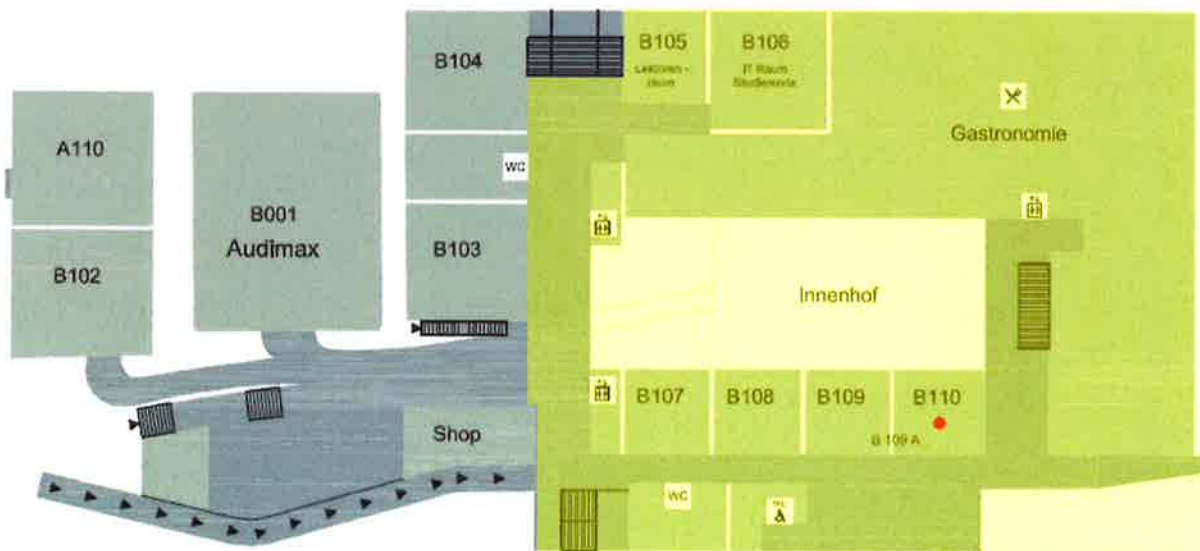 B104
B105
Lektoren -
raum
B106
IT Raum
Studierende
Gastronomie
A110
WC
B001
Audimax
B103
B102
Innenhof
B107
B108
B109
B110
B 109 A
Shop
WC